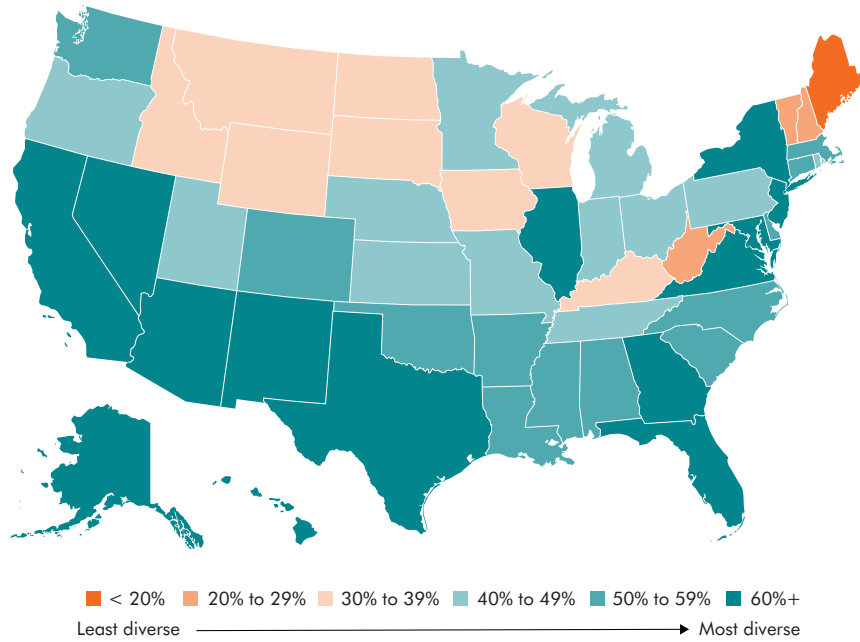 < 20% 20% to 29% 30% to 39% 40% to 49% 50% to 59% 60%+
Least diverse Most diverse